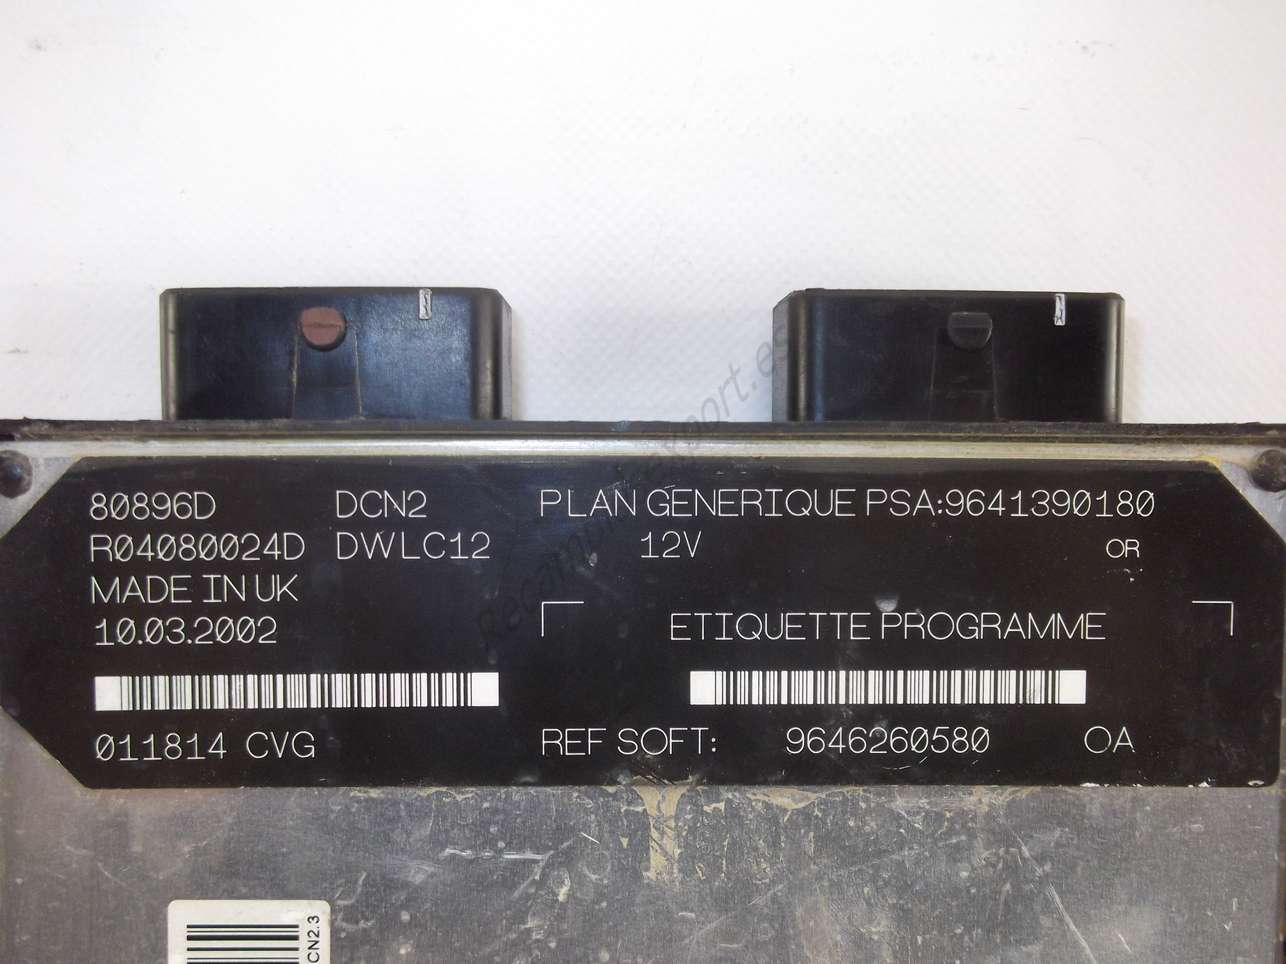 80896D DCN2 PLAN GENERIQUE PSA:9641390180
R04080024D DWLC12 12V OR
MADE IN UK
10.03.2002 ETIQUETTE PROGRAMME
011814 CVG REF SOFT: 9646260580 OA
CN2.3